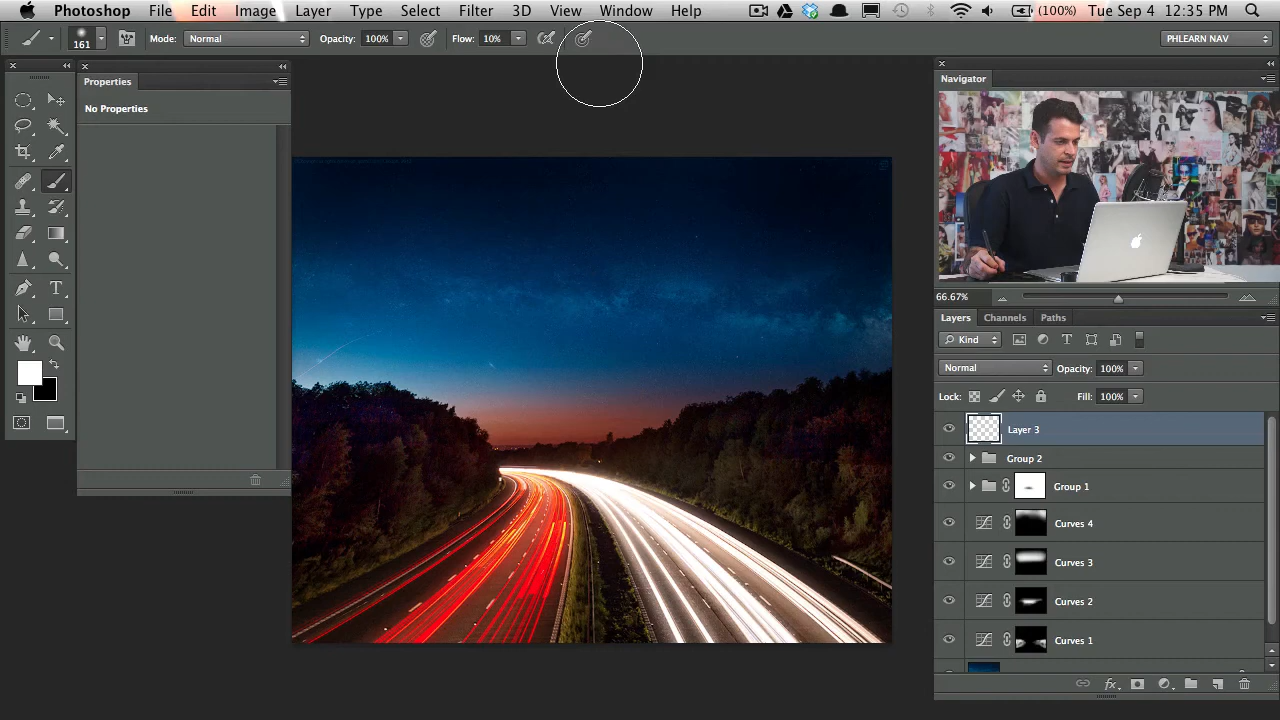 Photoshop File Edit Image Layer Type Select Filter 3D View Window Help (100%) Tue Sep 4 12:35 PM
161 Mode: Normal Opacity: 100% Flow: 10% PHLEARN NAV
Properties
No Properties
Navigator
66.67%
Layers Channels Paths
Kind
Normal Opacity: 100%
Lock: Fill: 100%
Layer 3
Group 2
Group 1
Curves 4
Curves 3
Curves 2
Curves 1